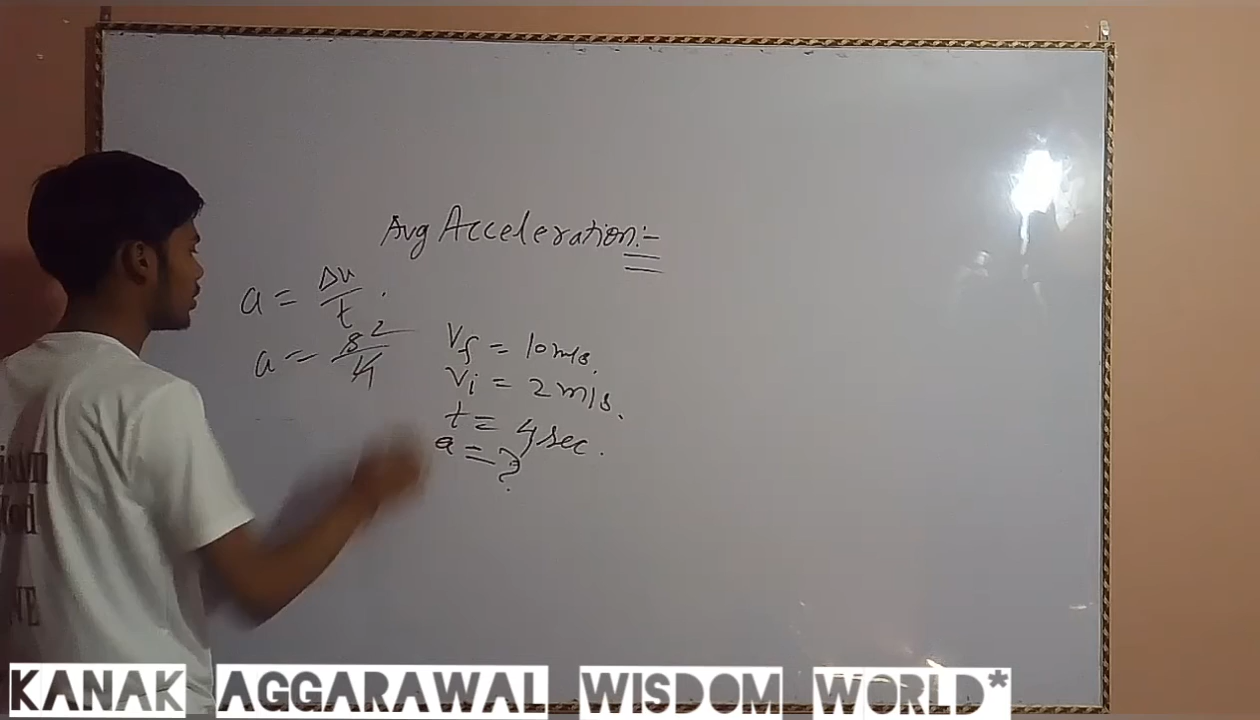 Avg Acceleration:-
a = Δv/t.
a = 8/4 2
Vf = 10 m/s.
Vi = 2 m/s.
t = 4 sec.
a = ?
KANAK AGGARAWAL WISDOM WORLD*